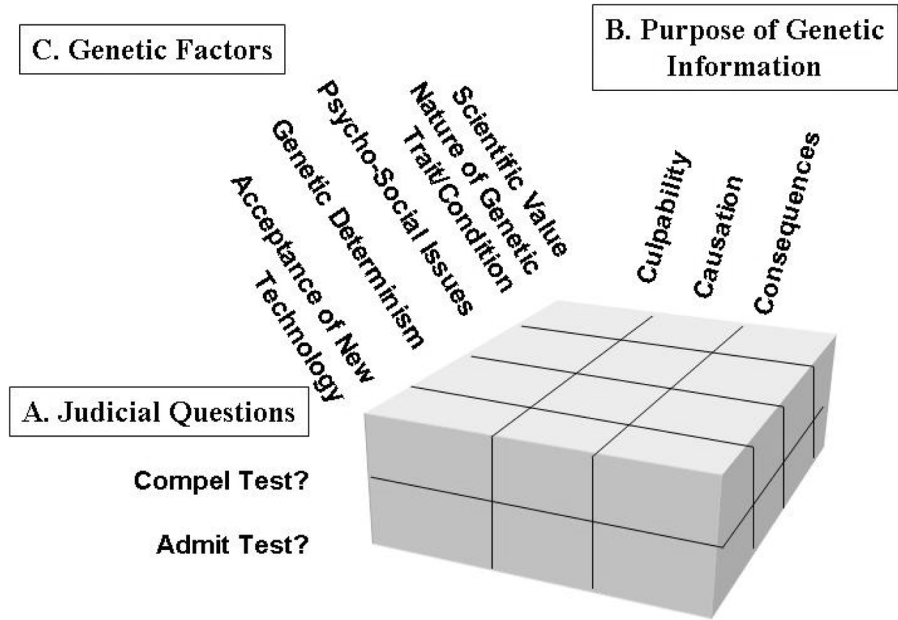 C. Genetic Factors
B. Purpose of Genetic
Information
Scientific Value
Nature of Genetic
Trait/Condition
Psycho-Social Issues
Genetic Determinism
Acceptance of New
Technology
Culpability
Causation
Consequences
A. Judicial Questions
Compel Test?
Admit Test?